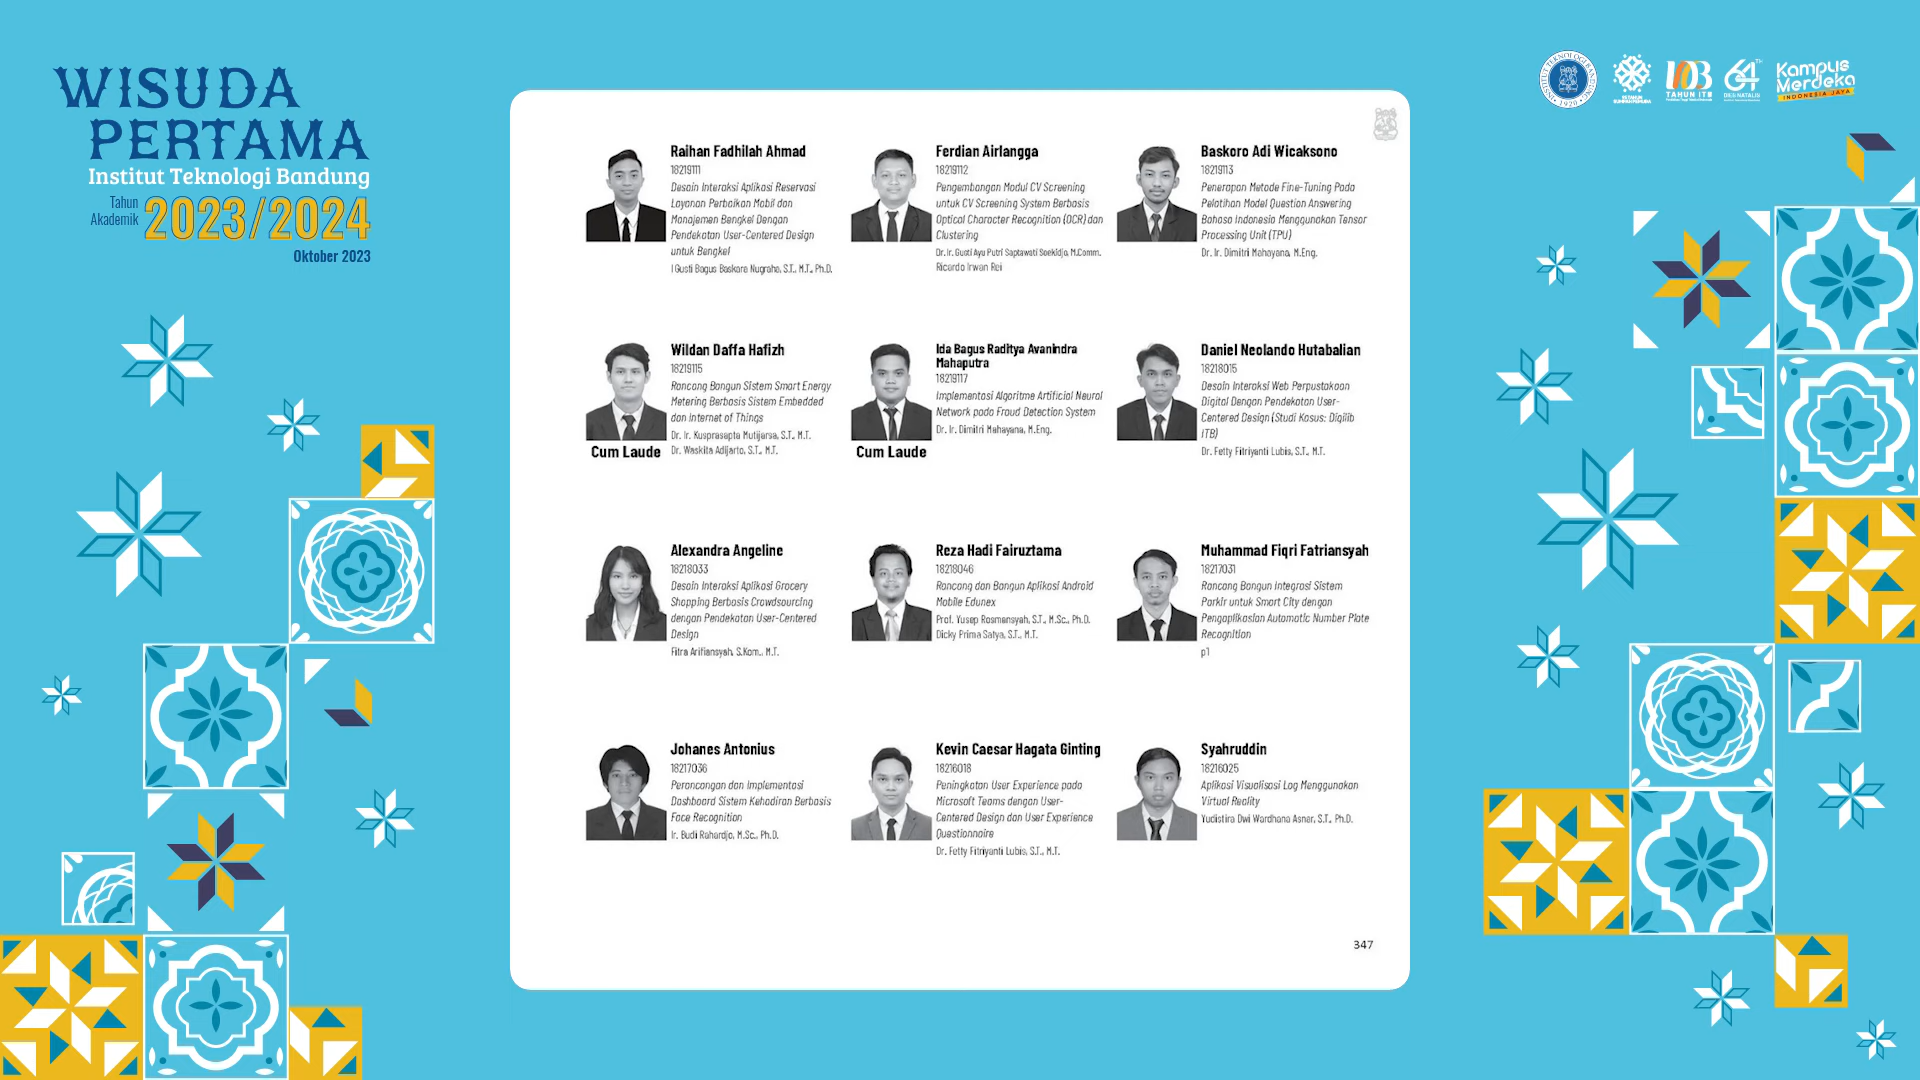 WISUDA
PERTAMA
Institut Teknologi Bandung
Tahun
Akademik
2023/2024
Oktober 2023
INSTITUT TEKNOLOGI BANDUNG
1920
103
TAHUN ITB
64TH
DIES NATALIS
Kampus
Merdeka
INDONESIA JAYA
Raihan Fadhilah Ahmad
18219111
Desain Interaksi Aplikasi Reservasi
Layanan Perbaikan Mobil dan
Manajemen Bengkel Dengan
Pendekatan User-Centered Design
untuk Bengkel
I Gusti Bagus Baskara Nugraha, S.T., M.T., Ph.D.
Ferdian Airlangga
18219112
Pengembangan Modul CV Screening
untuk CV Screening System Berbasis
Optical Character Recognition (OCR) dan
Clustering
Dr. Ir. Gusti Ayu Putri Saptawati Soekidjo, M.Comm.
Ricardo Irwan Rei
Baskoro Adi Wicaksono
18219113
Penerapan Metode Fine-Tuning Pada
Pelatihan Model Question Answering
Bahasa Indonesia Menggunakan Tensor
Processing Unit (TPU)
Dr. Ir. Dimitri Mahayana, M.Eng.
Wildan Daffa Hafizh
18219115
Rancang Bangun Sistem Smart Energy
Metering Berbasis Sistem Embedded
dan Internet of Things
Dr. Ir. Kusprasapta Mutijarsa, S.T., M.T.
Dr. Waskita Adijarto, S.T., M.T.
Cum Laude
Ida Bagus Raditya Avanindra
Mahaputra
18219117
Implementasi Algoritme Artificial Neural
Network pada Fraud Detection System
Dr. Ir. Dimitri Mahayana, M.Eng.
Cum Laude
Daniel Neolando Hutabalian
18218015
Desain Interaksi Web Perpustakaan
Digital Dengan Pendekatan User-
Centered Design (Studi Kasus: Digilib
ITB)
Dr. Fetty Fitriyanti Lubis, S.T., M.T.
Alexandra Angeline
18218033
Desain Interaksi Aplikasi Grocery
Shopping Berbasis Crowdsourcing
dengan Pendekatan User-Centered
Design
Fitra Arifiansyah, S.Kom., M.T.
Reza Hadi Fairuztama
18218046
Rancang dan Bangun Aplikasi Android
Mobile Edunex
Prof. Yusep Rosmansyah, S.T., M.Sc., Ph.D.
Dicky Prima Satya, S.T., M.T.
Muhammad Fiqri Fatriansyah
18217031
Rancang Bangun Integrasi Sistem
Parkir untuk Smart City dengan
Pengaplikasian Automatic Number Plate
Recognition
p1
Johanes Antonius
18217036
Perancangan dan Implementasi
Dashboard Sistem Kehadiran Berbasis
Face Recognition
Ir. Budi Rahardjo, M.Sc., Ph.D.
Kevin Caesar Hagata Ginting
18216018
Peningkatan User Experience pada
Microsoft Teams dengan User-
Centered Design dan User Experience
Questionnaire
Dr. Fetty Fitriyanti Lubis, S.T., M.T.
Syahruddin
18216025
Aplikasi Visualisasi Log Menggunakan
Virtual Reality
Yudistira Dwi Wardhana Asnar, S.T., Ph.D.
347